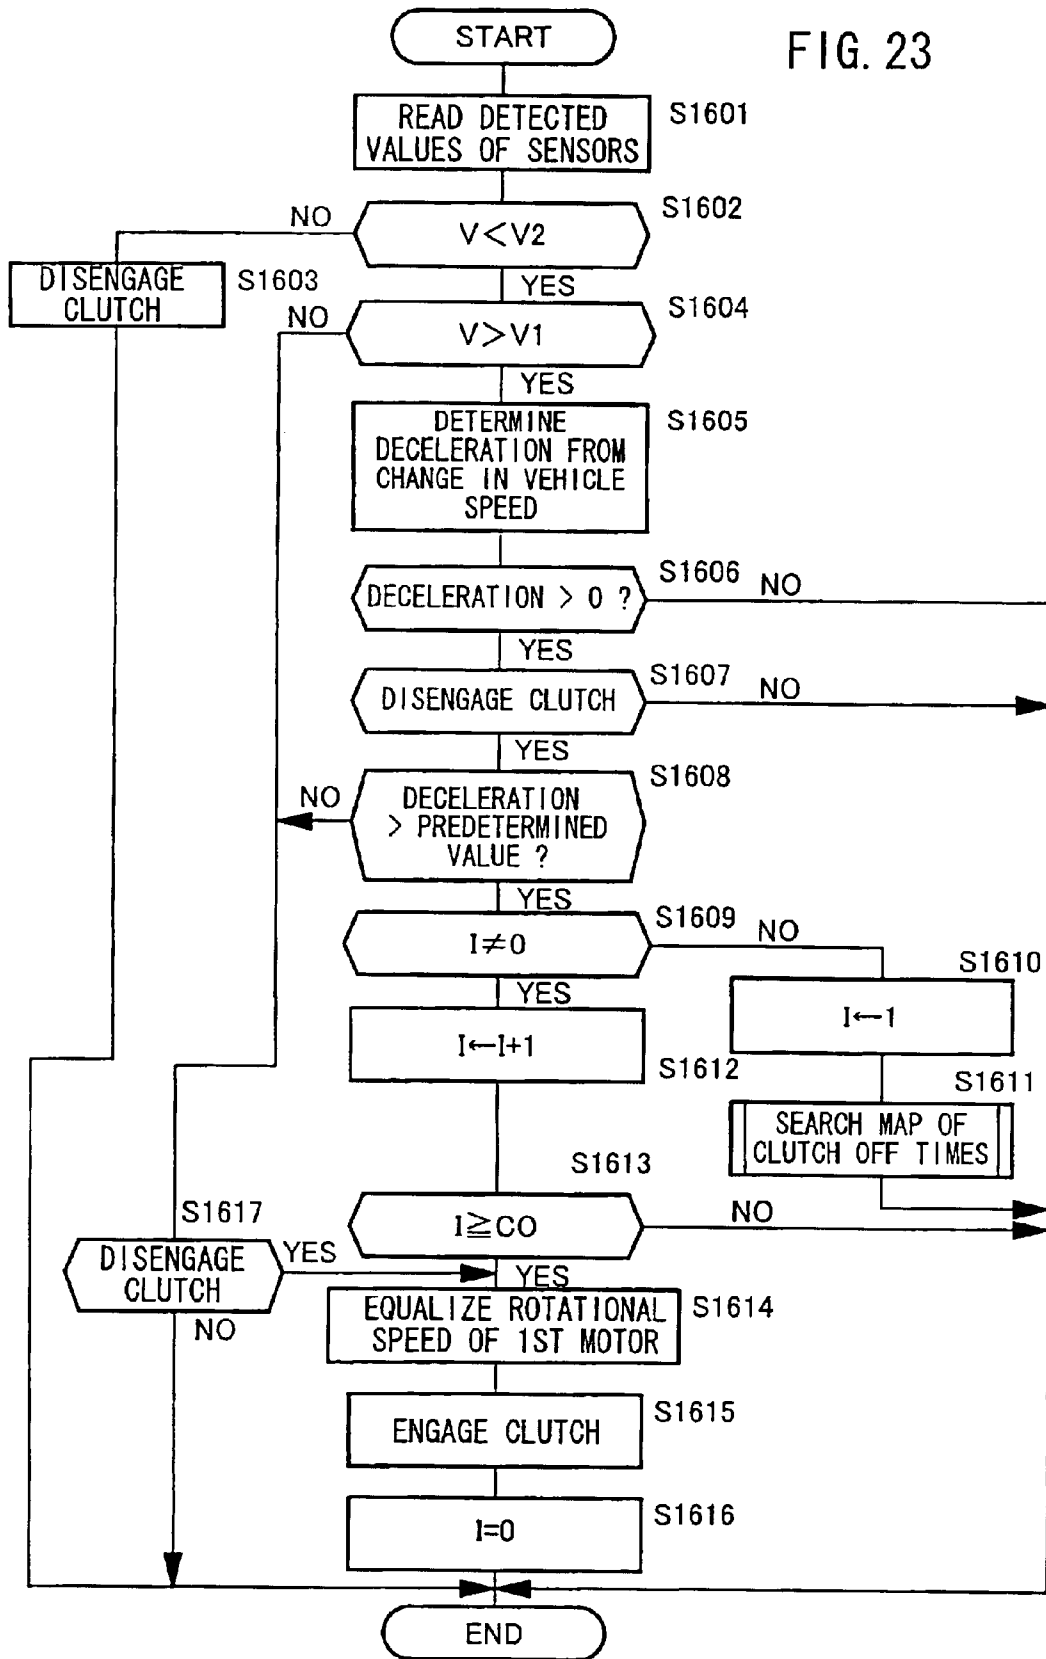 START
FIG. 23
READ DETECTED
VALUES OF SENSORS
S1601
NO
V<V2
S1602
YES
DISENGAGE
CLUTCH
S1603
NO
V>V1
S1604
YES
DETERMINE
DECELERATION FROM
CHANGE IN VEHICLE
SPEED
S1605
DECELERATION > 0 ?
S1606
NO
YES
DISENGAGE CLUTCH
S1607
NO
YES
NO
DECELERATION
> PREDETERMINED
VALUE ?
S1608
YES
I≠0
S1609
NO
YES
S1610
I←1
I←I+1
S1612
S1611
SEARCH MAP OF
CLUTCH OFF TIMES
S1613
I≧CO
NO
YES
S1617
DISENGAGE
CLUTCH
YES
NO
EQUALIZE ROTATIONAL
SPEED OF 1ST MOTOR
S1614
ENGAGE CLUTCH
S1615
I=0
S1616
END